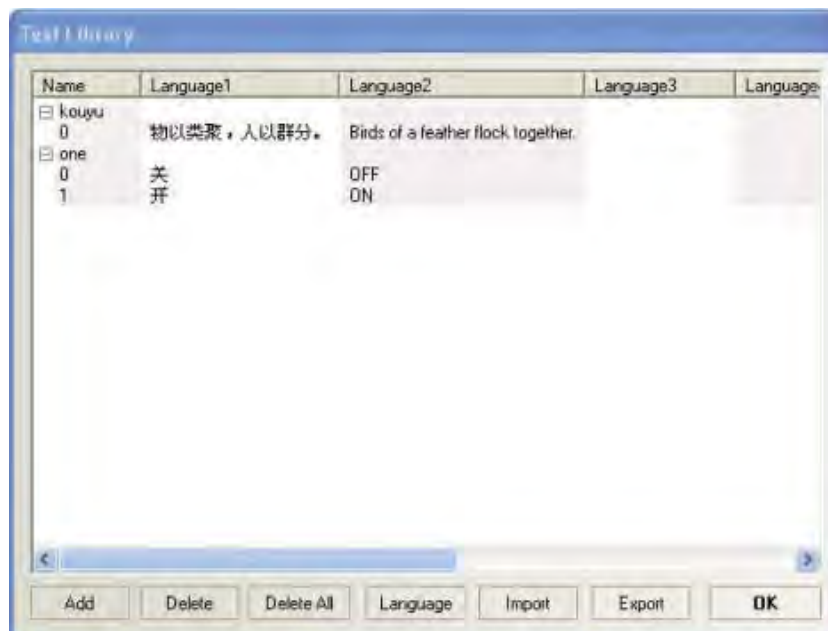 Text Library
Name Language1 Language2 Language3 Language
kouyu
0 物以类聚，人以群分。 Birds of a feather flock together.
one
0 关 OFF
1 开 ON
Add Delete Delete All Language Import Export OK